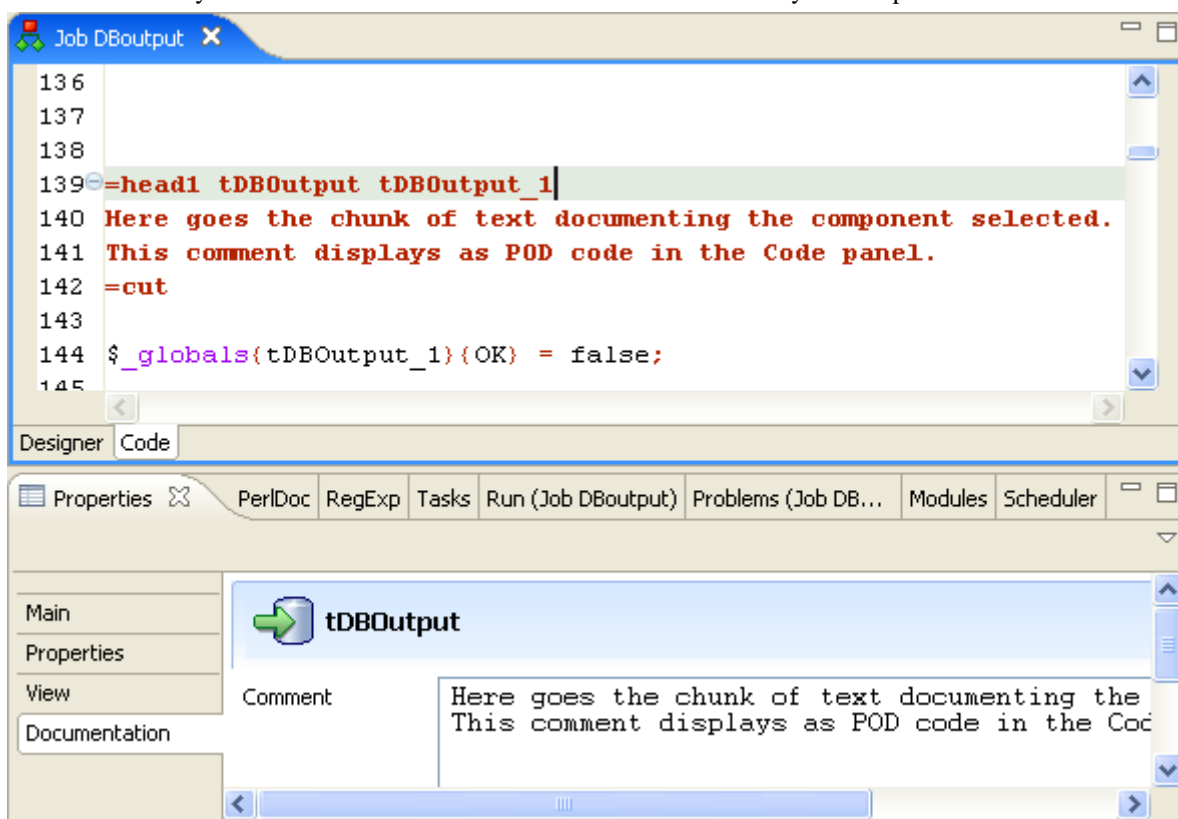 Job DBoutput
136
137
138
139 =head1 tDBOutput tDBOutput_1
140 Here goes the chunk of text documenting the component selected.
141 This comment displays as POD code in the Code panel.
142 =cut
143
144 $_globals{tDBOutput_1}{OK} = false;
145
Designer Code
Properties PerlDoc RegExp Tasks Run (Job DBoutput) Problems (Job DB... Modules Scheduler
Main
tDBOutput
Properties
View
Comment
Here goes the chunk of text documenting the
This comment displays as POD code in the Cod
Documentation